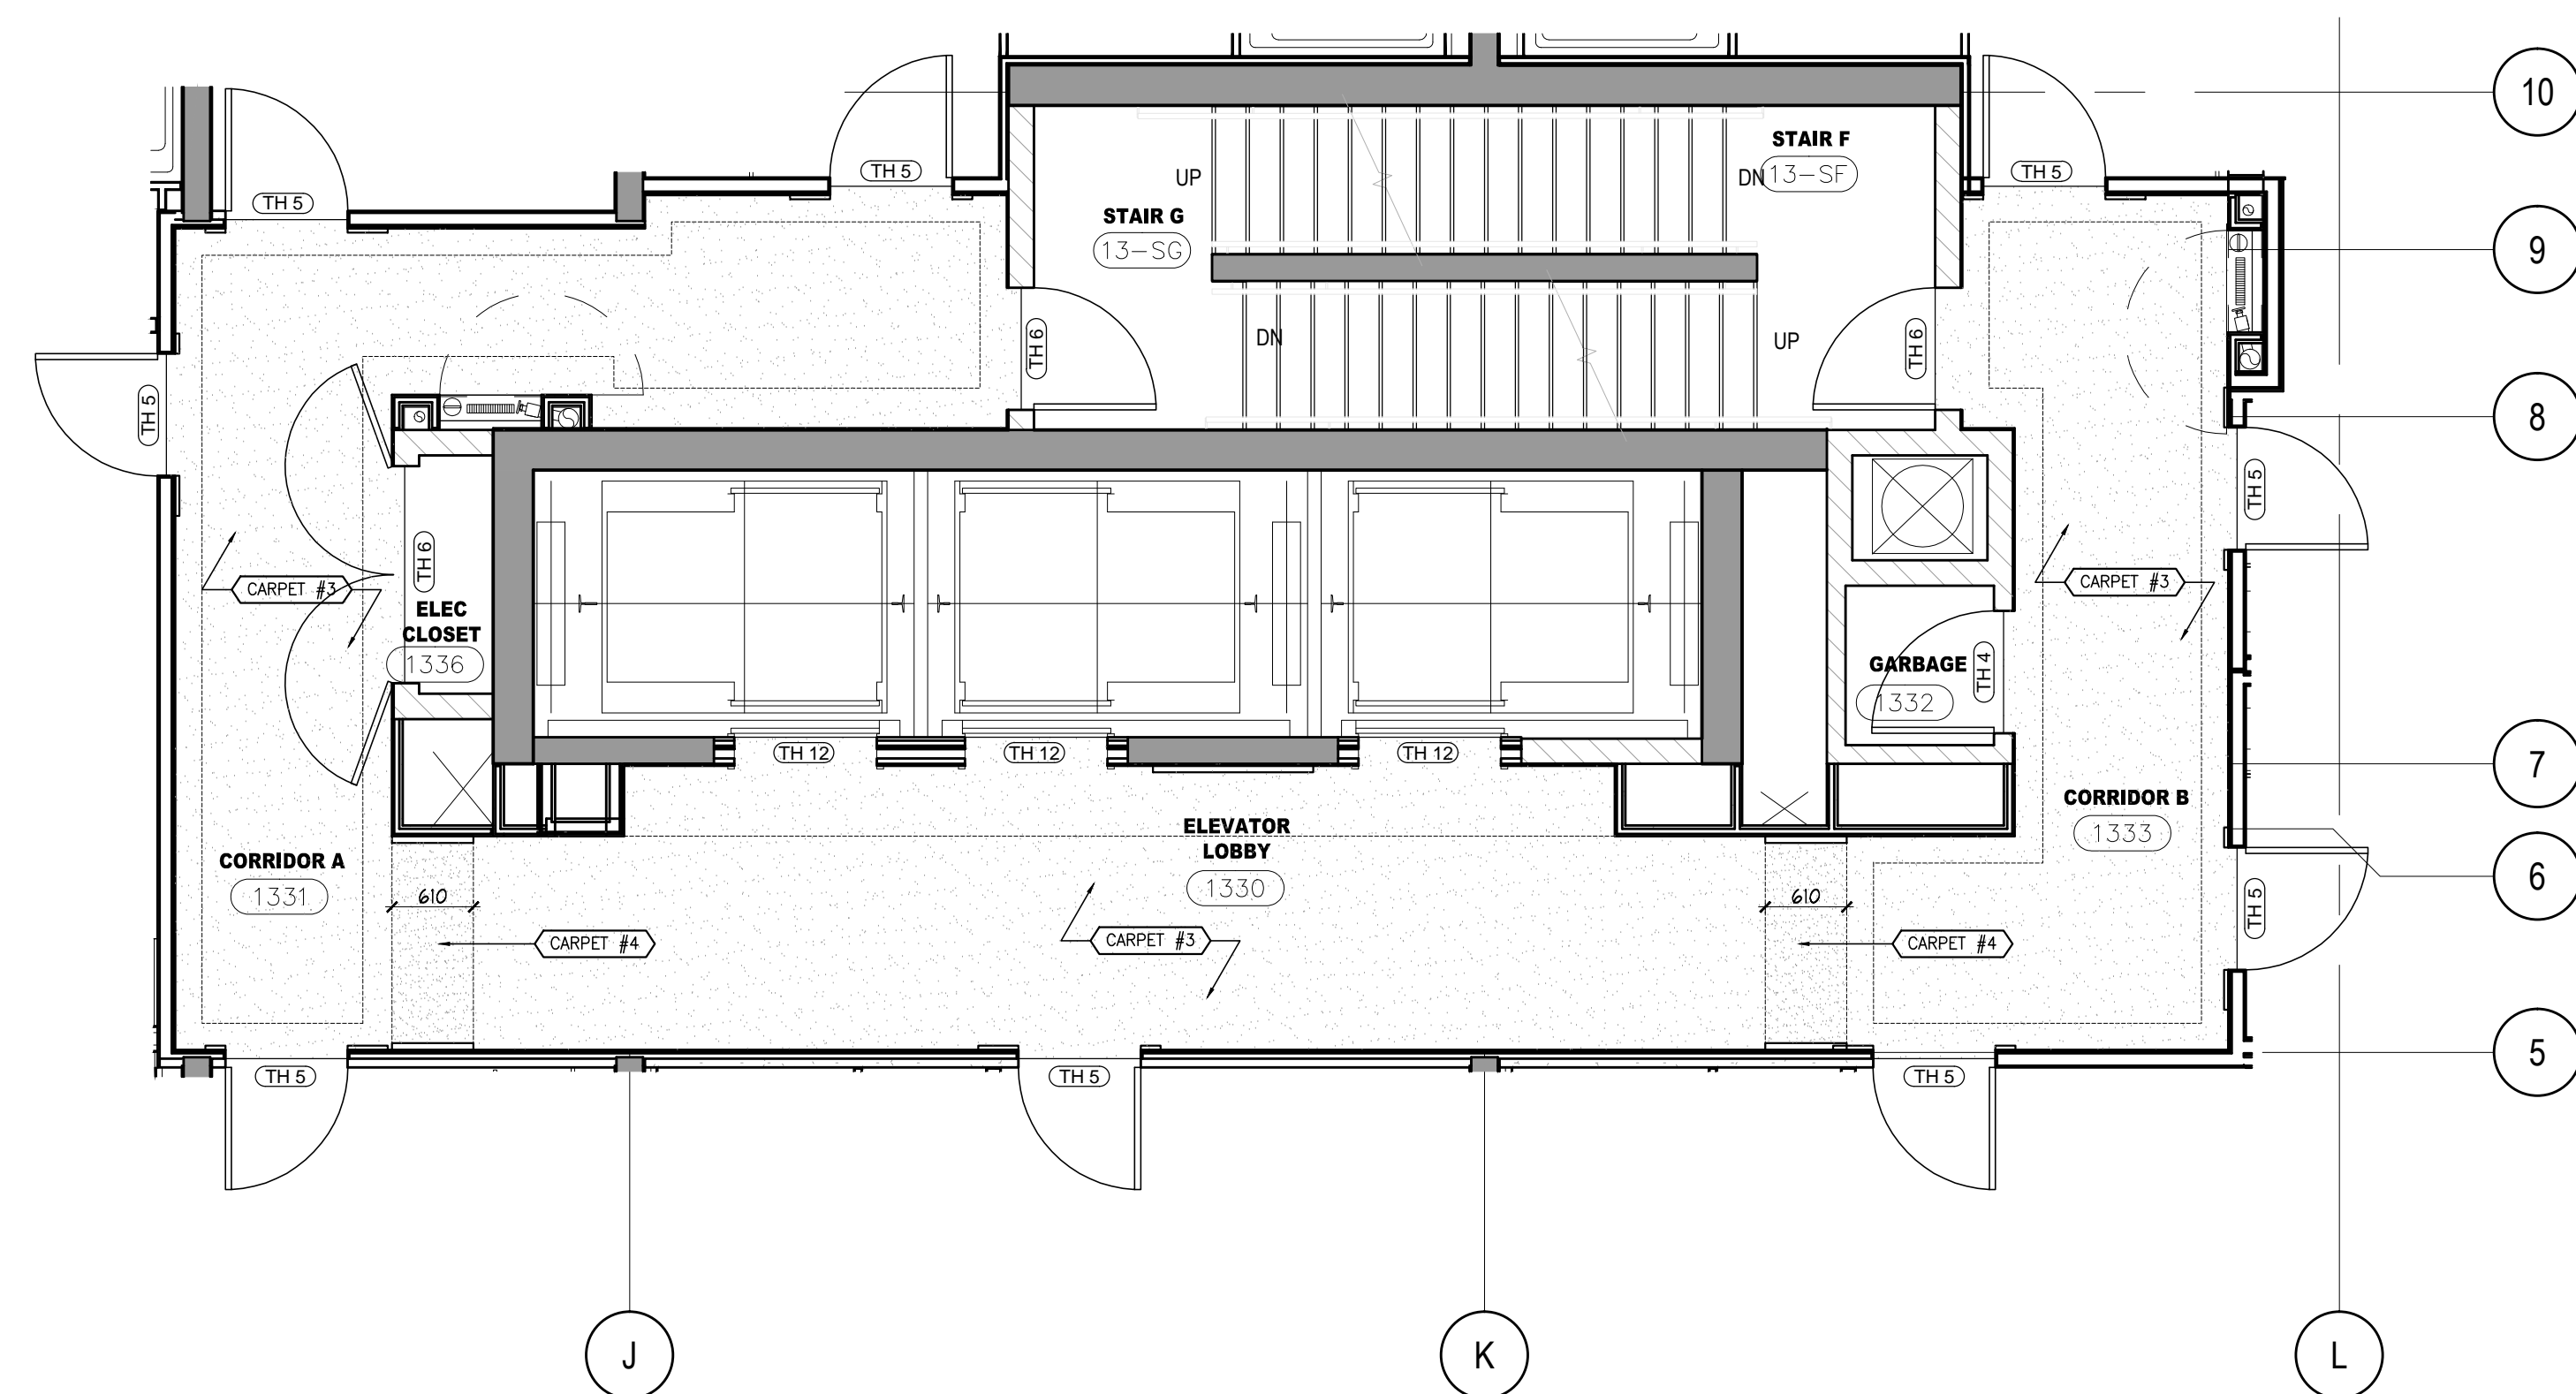 10
STAIR F
13-SF
UP
DN
TH 5
TH 5
TH 5
TH 5
STAIR G
13-SG
9
DN
UP
TH 6
TH 6
TH 5
8
TH 5
TH 6
CARPET #3
CARPET #3
ELEC
CLOSET
1336
GARBAGE
1332
TH 4
TH 12
TH 12
TH 12
7
CORRIDOR B
1333
ELEVATOR
LOBBY
1330
CORRIDOR A
1331
6
610
610
TH 5
CARPET #4
CARPET #3
CARPET #4
5
TH 5
TH 5
TH 5
J
K
L